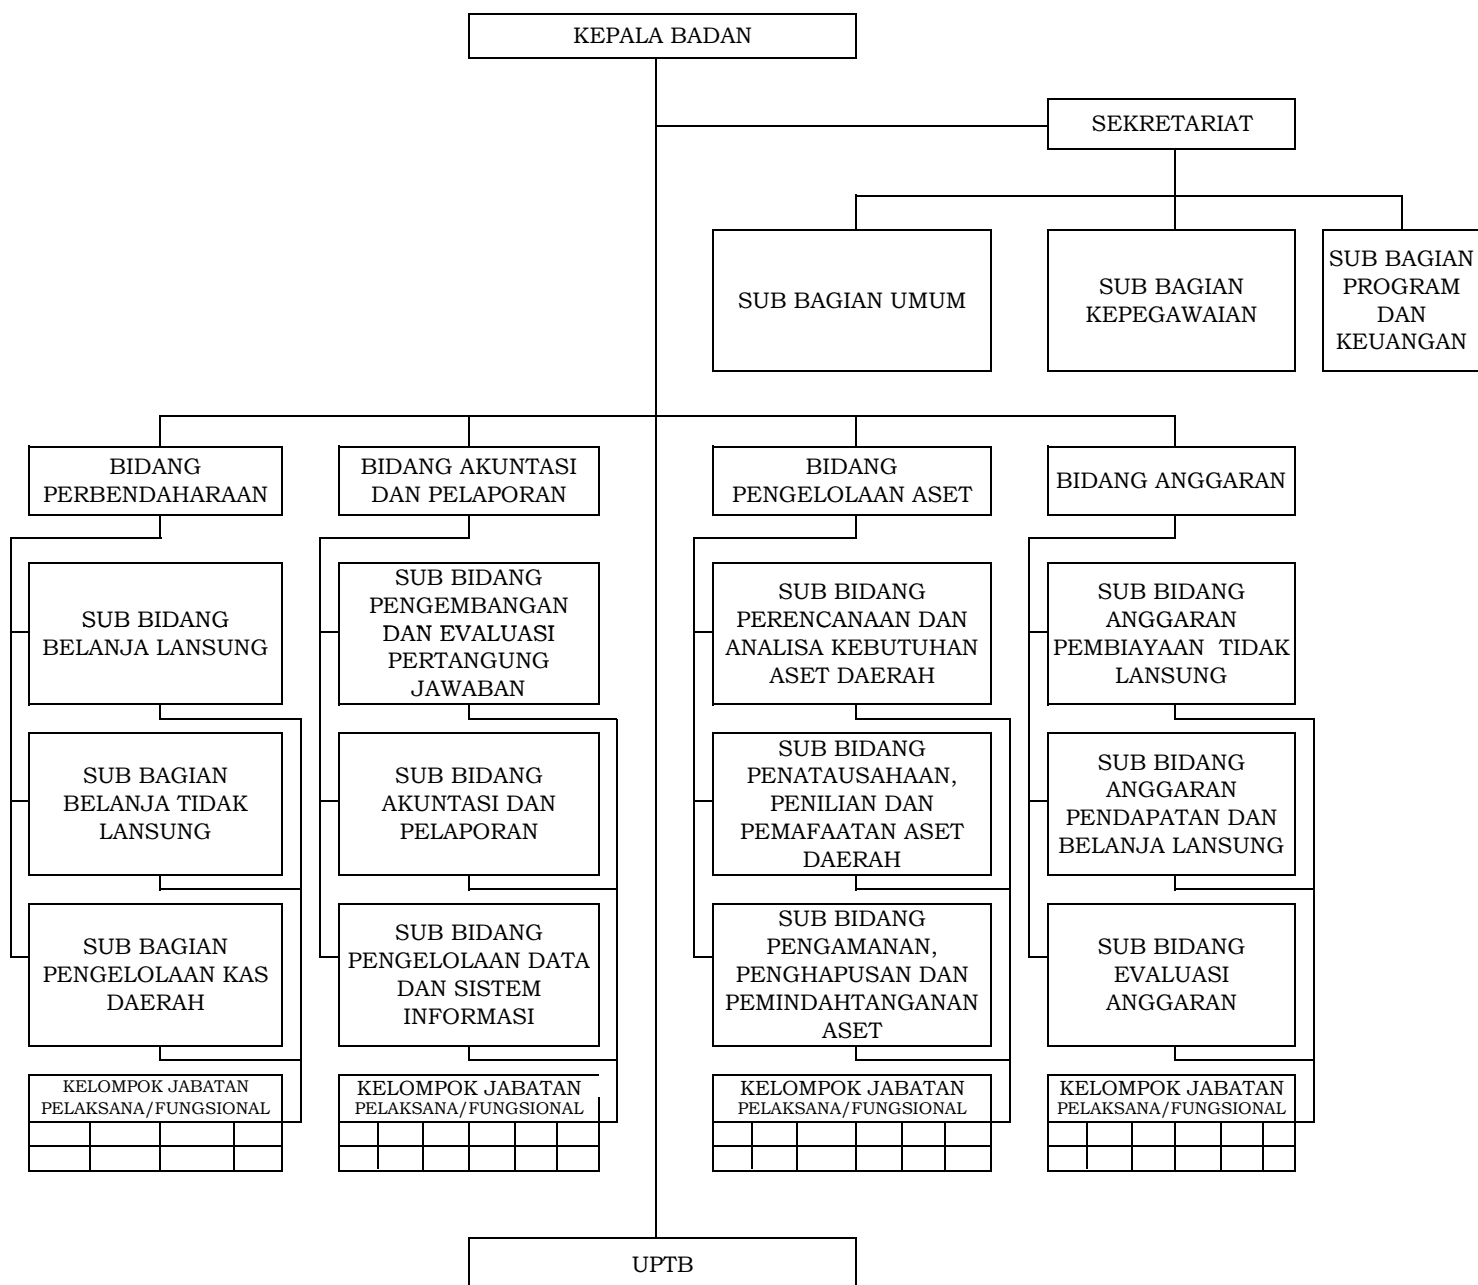 KEPALA BADAN
SEKRETARIAT
SUB BAGIAN UMUM
SUB BAGIAN
KEPEGAWAIAN
SUB BAGIAN
PROGRAM
DAN
KEUANGAN
BIDANG
PERBENDAHARAAN
BIDANG AKUNTASI
DAN PELAPORAN
BIDANG
PENGELOLAAN ASET
BIDANG ANGGARAN
SUB BIDANG
BELANJA LANSUNG
SUB BIDANG
PENGEMBANGAN
DAN EVALUASI
PERTANGUNG
JAWABAN
SUB BIDANG
PERENCANAAN DAN
ANALISA KEBUTUHAN
ASET DAERAH
SUB BIDANG
ANGGARAN
PEMBIAYAAN  TIDAK
LANSUNG
SUB BAGIAN
BELANJA TIDAK
LANSUNG
SUB BIDANG
AKUNTASI DAN
PELAPORAN
SUB BIDANG
PENATAUSAHAAN,
PENILIAN DAN
PEMAFAATAN ASET
DAERAH
SUB BIDANG
ANGGARAN
PENDAPATAN DAN
BELANJA LANSUNG
SUB BAGIAN
PENGELOLAAN KAS
DAERAH
SUB BIDANG
PENGELOLAAN DATA
DAN SISTEM
INFORMASI
SUB BIDANG
PENGAMANAN,
PENGHAPUSAN DAN
PEMINDAHTANGANAN
ASET
SUB BIDANG
EVALUASI
ANGGARAN
KELOMPOK JABATAN
PELAKSANA/FUNGSIONAL
KELOMPOK JABATAN
PELAKSANA/FUNGSIONAL
KELOMPOK JABATAN
PELAKSANA/FUNGSIONAL
KELOMPOK JABATAN
PELAKSANA/FUNGSIONAL
UPTB